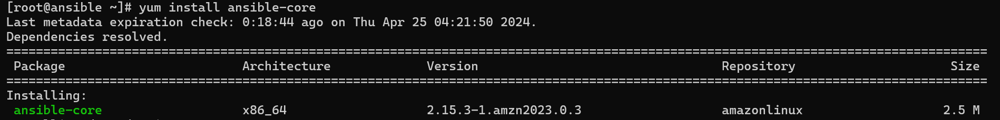 [root@ansible ~]# yum install ansible-core
Last metadata expiration check: 0:18:44 ago on Thu Apr 25 04:21:50 2024.
Dependencies resolved.
=====================================================================================================================================
Package Architecture Version Repository Size
=====================================================================================================================================
Installing:
ansible-core x86_64 2.15.3-1.amzn2023.0.3 amazonlinux 2.5 M